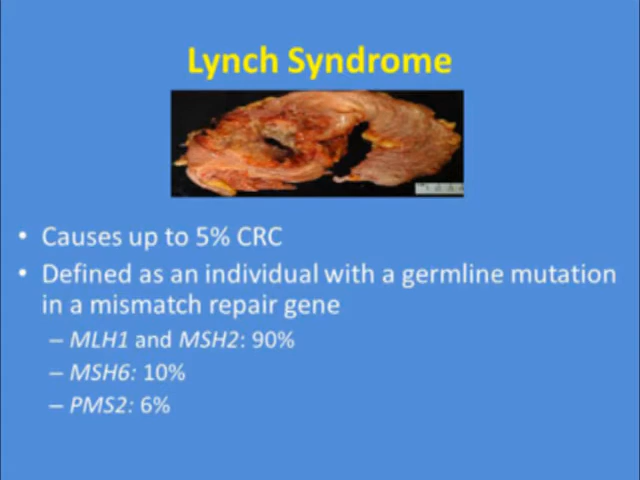 Lynch Syndrome
• Causes up to 5% CRC
• Defined as an individual with a germline mutation
in a mismatch repair gene
– MLH1 and MSH2: 90%
– MSH6: 10%
– PMS2: 6%